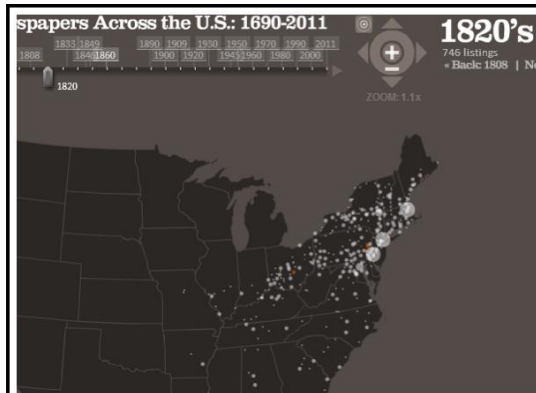 spapers Across the U.S.: 1690-2011
1833 1849 1890 1909 1930 1950 1970 1990 2011
1808 1860 1900 1920 1945 1960 1980 2000
1820
ZOOM: 1.1x
1820's
746 listings
« Back: 1808 | Ne